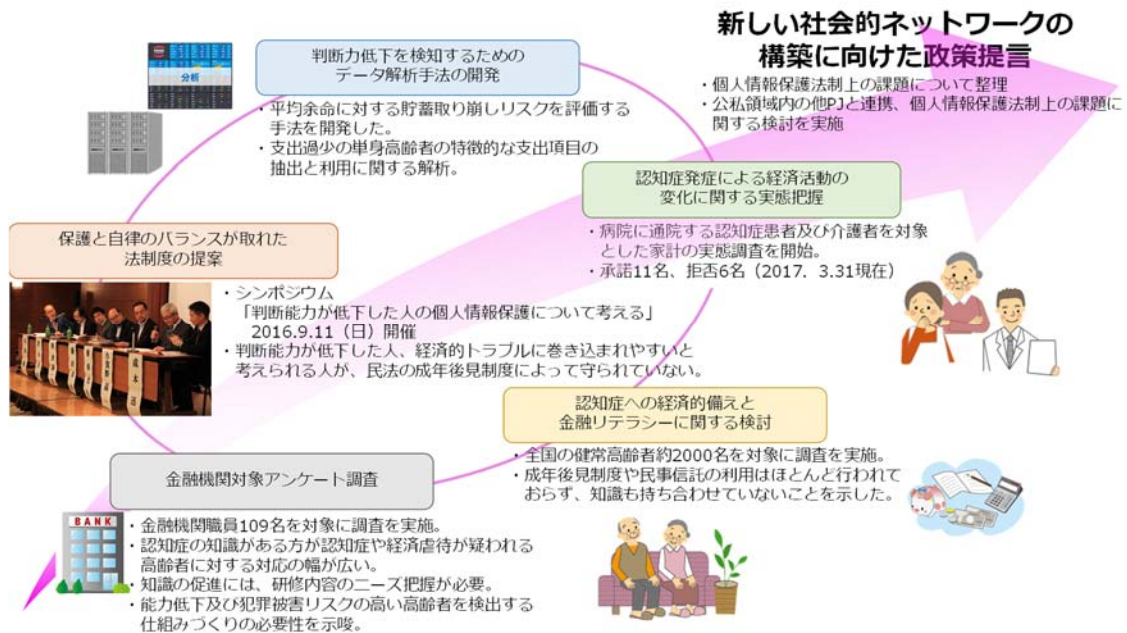 新しい社会的ネットワークの
構築に向けた政策提言
・個人情報保護法制上の課題について整理
・公私領域内の他PJと連携、個人情報保護法制上の課題に
関する検討を実施
分析
判断力低下を検知するための
データ解析手法の開発
・平均余命に対する貯蓄取り崩しリスクを評価する
手法を開発した。
・支出過少の単身高齢者の特徴的な支出項目の
抽出と利用に関する解析。
認知症発症による経済活動の
変化に関する実態把握
・病院に通院する認知症患者及び介護者を対象
とした家計の実態調査を開始。
・承諾11名、拒否6名（2017．3.31現在）
保護と自律のバランスが取れた
法制度の提案
・シンポジウム
「判断能力が低下した人の個人情報保護について考える」
2016.9.11（日）開催
・判断能力が低下した人、経済的トラブルに巻き込まれやすいと
考えられる人が、民法の成年後見制度によって守られていない。
認知症への経済的備えと
金融リテラシーに関する検討
・全国の健常高齢者約2000名を対象に調査を実施。
・成年後見制度や民事信託の利用はほとんど行われて
おらず、知識も持ち合わせていないことを示した。
金融機関対象アンケート調査
BANK
・金融機関職員109名を対象に調査を実施。
・認知症の知識がある方が認知症や経済虐待が疑われる
高齢者に対する対応の幅が広い。
・知識の促進には、研修内容のニーズ把握が必要。
・能力低下及び犯罪被害リスクの高い高齢者を検出する
仕組みづくりの必要性を示唆。